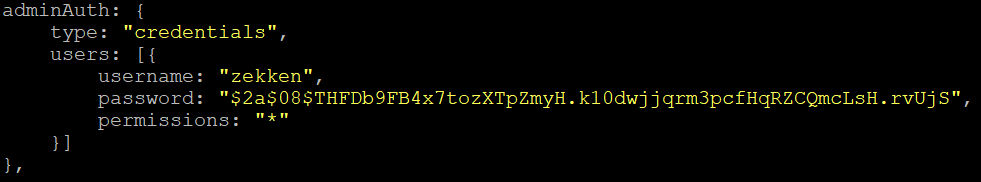 adminAuth: {
    type: "credentials",
    users: [{
        username: "zekken",
        password: "$2a$08$THFDb9FB4x7tozXTpZmyH.k10dwjjqrm3pcfHqRZCQmcLsH.rvUjS",
        permissions: "*"
    }]
},